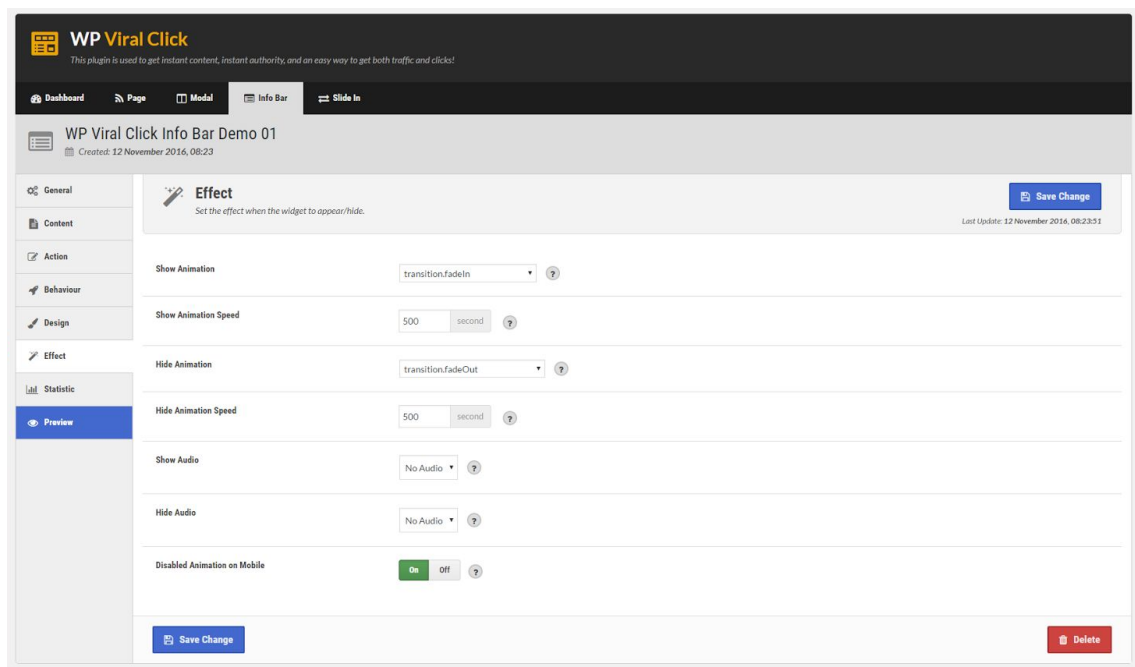 WP Viral Click
This plugin is used to get instant content, instant authority, and an easy way to get both traffic and clicks!
Dashboard Page Modal Info Bar Slide In
WP Viral Click Info Bar Demo 01
Created: 12 November 2016, 08:23
General
Content
Action
Behaviour
Design
Effect
Statistic
Preview
Effect
Set the effect when the widget to appear/hide.
Save Change
Last Update: 12 November 2016, 08:23:51
Show Animation transition.fadeIn ?
Show Animation Speed 500 second ?
Hide Animation transition.fadeOut ?
Hide Animation Speed 500 second ?
Show Audio No Audio ?
Hide Audio No Audio ?
Disabled Animation on Mobile On Off ?
Save Change Delete